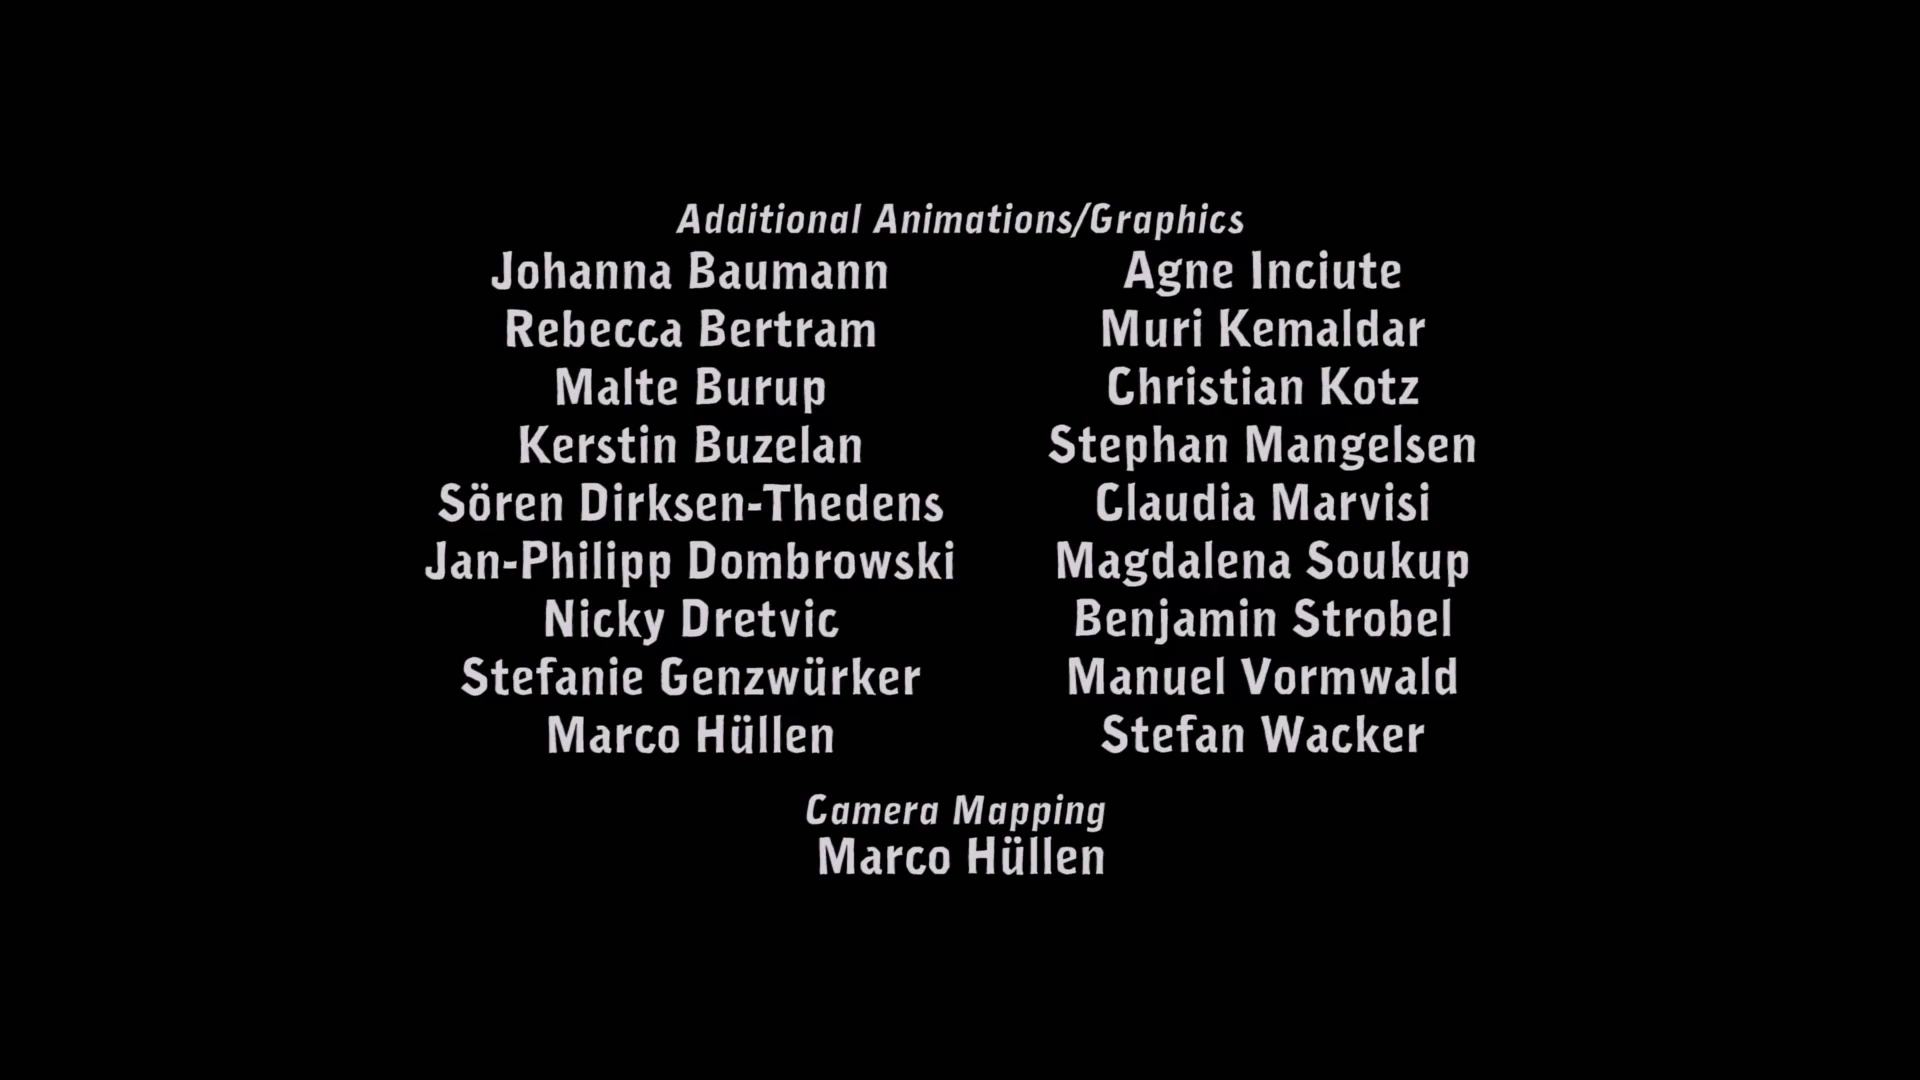 Additional Animations/Graphics
Johanna Baumann
Rebecca Bertram
Malte Burup
Kerstin Buzelan
Sören Dirksen-Thedens
Jan-Philipp Dombrowski
Nicky Dretvic
Stefanie Genzwürker
Marco Hüllen
Agne Inciute
Muri Kemaldar
Christian Kotz
Stephan Mangelsen
Claudia Marvisi
Magdalena Soukup
Benjamin Strobel
Manuel Vormwald
Stefan Wacker
Camera Mapping
Marco Hüllen